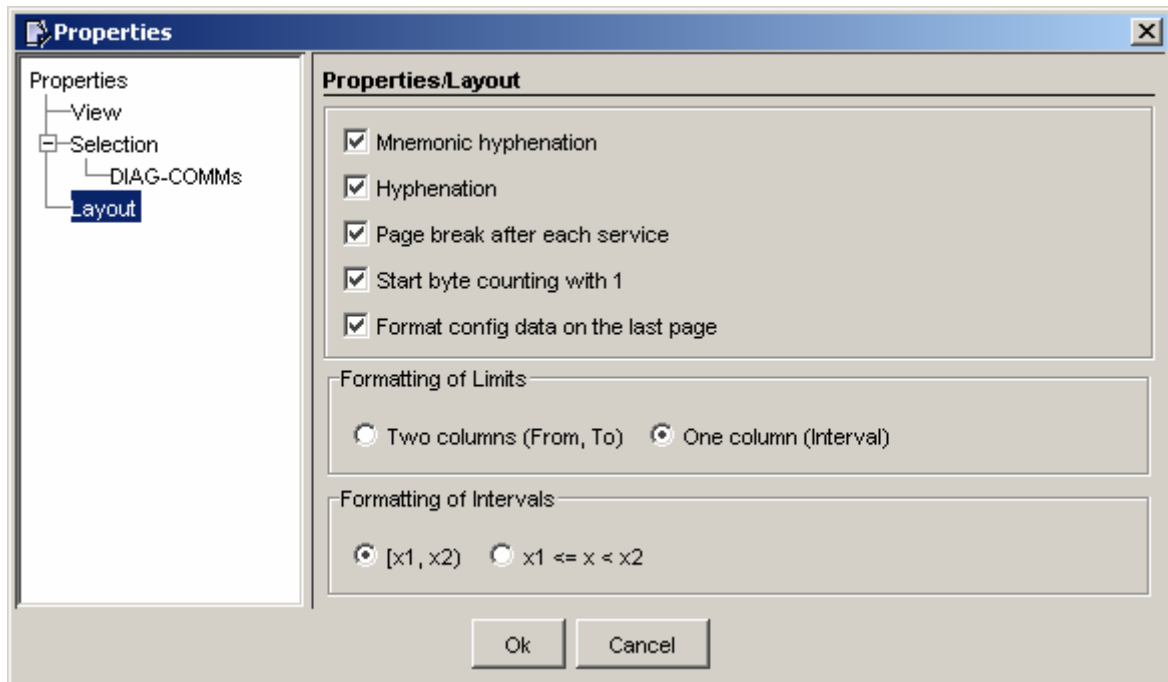 Properties
Properties
View
Selection
DIAG-COMMs
Layout
Properties/Layout
Mnemonic hyphenation
Hyphenation
Page break after each service
Start byte counting with 1
Format config data on the last page
Formatting of Limits
Two columns (From, To) One column (Interval)
Formatting of Intervals
[x1, x2) x1 <= x < x2
Ok Cancel